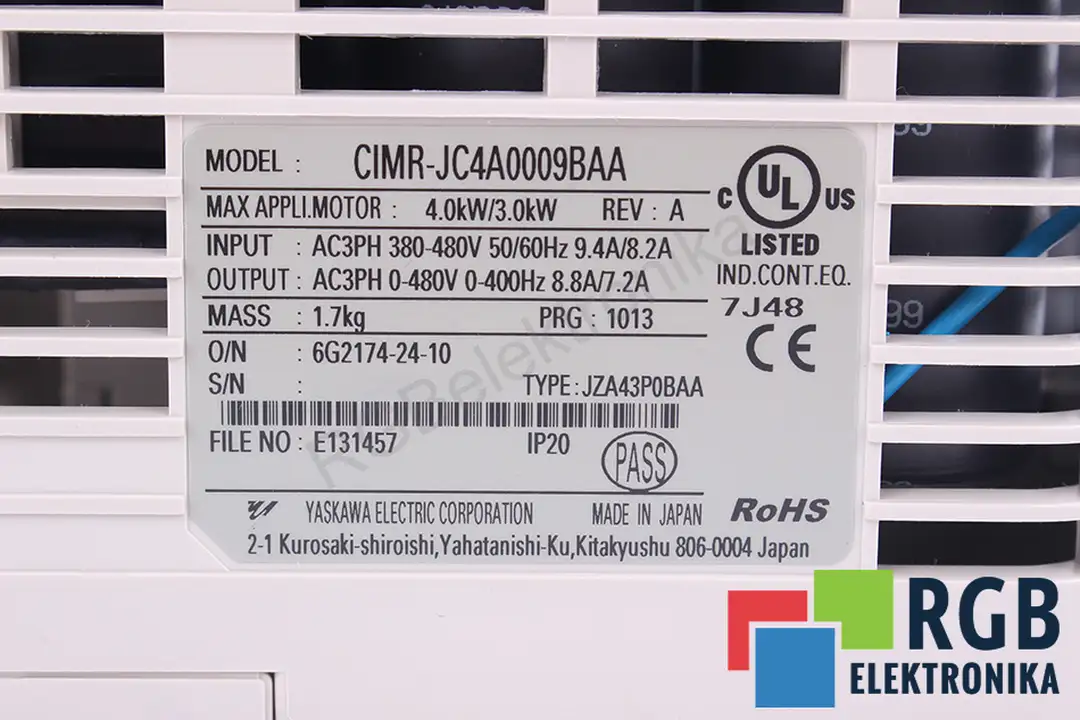 MODEL : CIMR-JC4A0009BAA
MAX APPLI.MOTOR : 4.0kW/3.0kW REV : A
INPUT : AC3PH 380-480V 50/60Hz 9.4A/8.2A
OUTPUT : AC3PH 0-480V 0-400Hz 8.8A/7.2A
MASS : 1.7kg PRG : 1013
O/N : 6G2174-24-10
S/N : TYPE : JZA43P0BAA
FILE NO : E131457 IP20
PASS
C UL US
LISTED
IND.CONT.EQ.
7J48
CE
YASKAWA ELECTRIC CORPORATION MADE IN JAPAN RoHS
2-1 Kurosaki-shiroishi,Yahatanishi-Ku,Kitakyushu 806-0004 Japan
RGBelektronika
RGB
ELEKTRONIKA